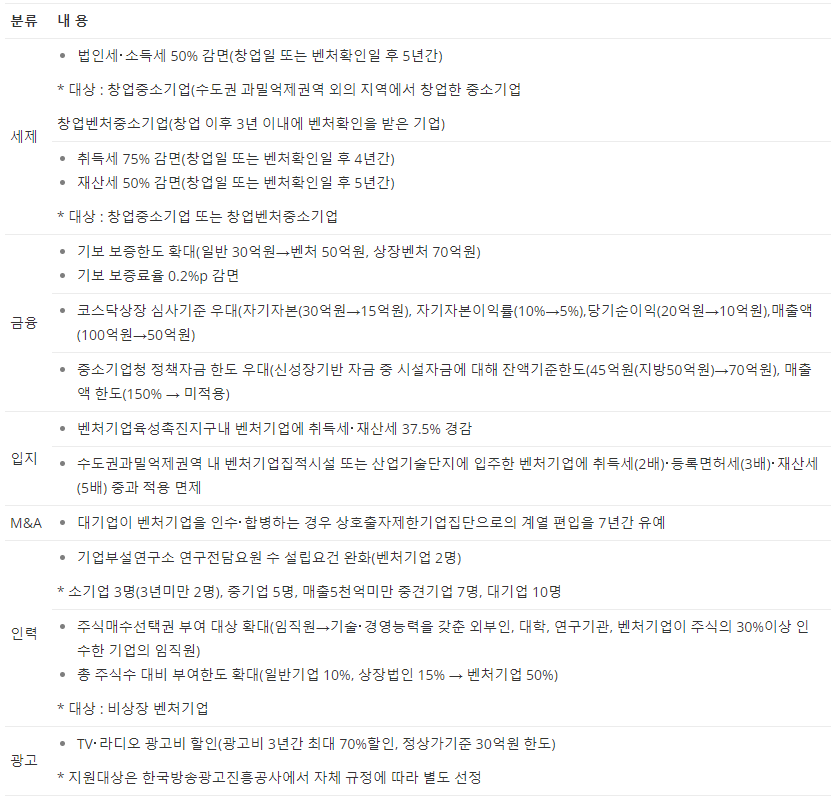 분류 내 용
세제
법인세·소득세 50% 감면(창업일 또는 벤처확인일 후 5년간)
* 대상 : 창업중소기업(수도권 과밀억제권역 외의 지역에서 창업한 중소기업
창업벤처중소기업(창업 이후 3년 이내에 벤처확인을 받은 기업)
취득세 75% 감면(창업일 또는 벤처확인일 후 4년간)
재산세 50% 감면(창업일 또는 벤처확인일 후 5년간)
* 대상 : 창업중소기업 또는 창업벤처중소기업
금융
기보 보증한도 확대(일반 30억원→벤처 50억원, 상장벤처 70억원)
기보 보증료율 0.2%p 감면
코스닥상장 심사기준 우대(자기자본(30억원→15억원), 자기자본이익률(10%→5%),당기순이익(20억원→10억원),매출액
(100억원→50억원)
중소기업청 정책자금 한도 우대(신성장기반 자금 중 시설자금에 대해 잔액기준한도(45억원(지방50억원)→70억원), 매출
액 한도(150% → 미적용)
입지
벤처기업육성촉진지구내 벤처기업에 취득세·재산세 37.5% 경감
수도권과밀억제권역 내 벤처기업집적시설 또는 산업기술단지에 입주한 벤처기업에 취득세(2배)·등록면허세(3배)·재산세
(5배) 중과 적용 면제
M&A
대기업이 벤처기업을 인수·합병하는 경우 상호출자제한기업집단으로의 계열 편입을 7년간 유예
인력
기업부설연구소 연구전담요원 수 설립요건 완화(벤처기업 2명)
* 소기업 3명(3년미만 2명), 중기업 5명, 매출5천억미만 중견기업 7명, 대기업 10명
주식매수선택권 부여 대상 확대(임직원→기술·경영능력을 갖춘 외부인, 대학, 연구기관, 벤처기업이 주식의 30%이상 인
수한 기업의 임직원)
총 주식수 대비 부여한도 확대(일반기업 10%, 상장법인 15% → 벤처기업 50%)
* 대상 : 비상장 벤처기업
광고
TV·라디오 광고비 할인(광고비 3년간 최대 70%할인, 정상가기준 30억원 한도)
* 지원대상은 한국방송광고진흥공사에서 자체 규정에 따라 별도 선정